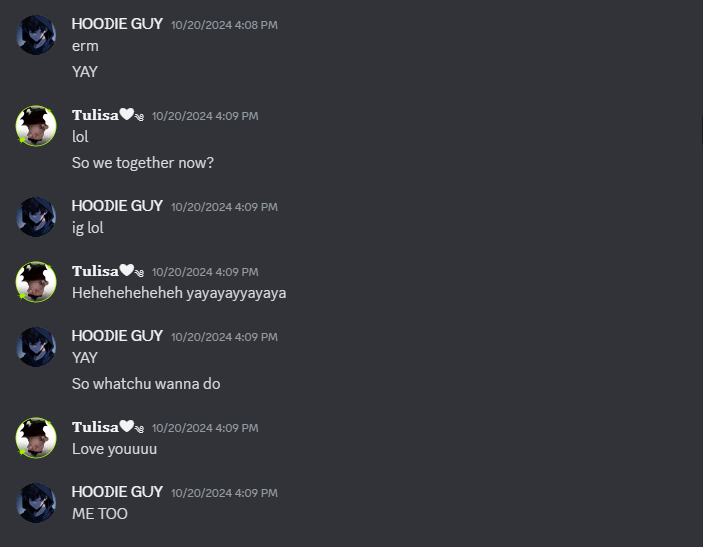 HOODIE GUY 10/20/2024 4:08 PM
erm
YAY
Tulisa🤍༄ 10/20/2024 4:09 PM
lol
So we together now?
HOODIE GUY 10/20/2024 4:09 PM
ig lol
Tulisa🤍༄ 10/20/2024 4:09 PM
Heheheheheheh yayayayyayaya
HOODIE GUY 10/20/2024 4:09 PM
YAY
So whatchu wanna do
Tulisa🤍༄ 10/20/2024 4:09 PM
Love youuuu
HOODIE GUY 10/20/2024 4:09 PM
ME TOO